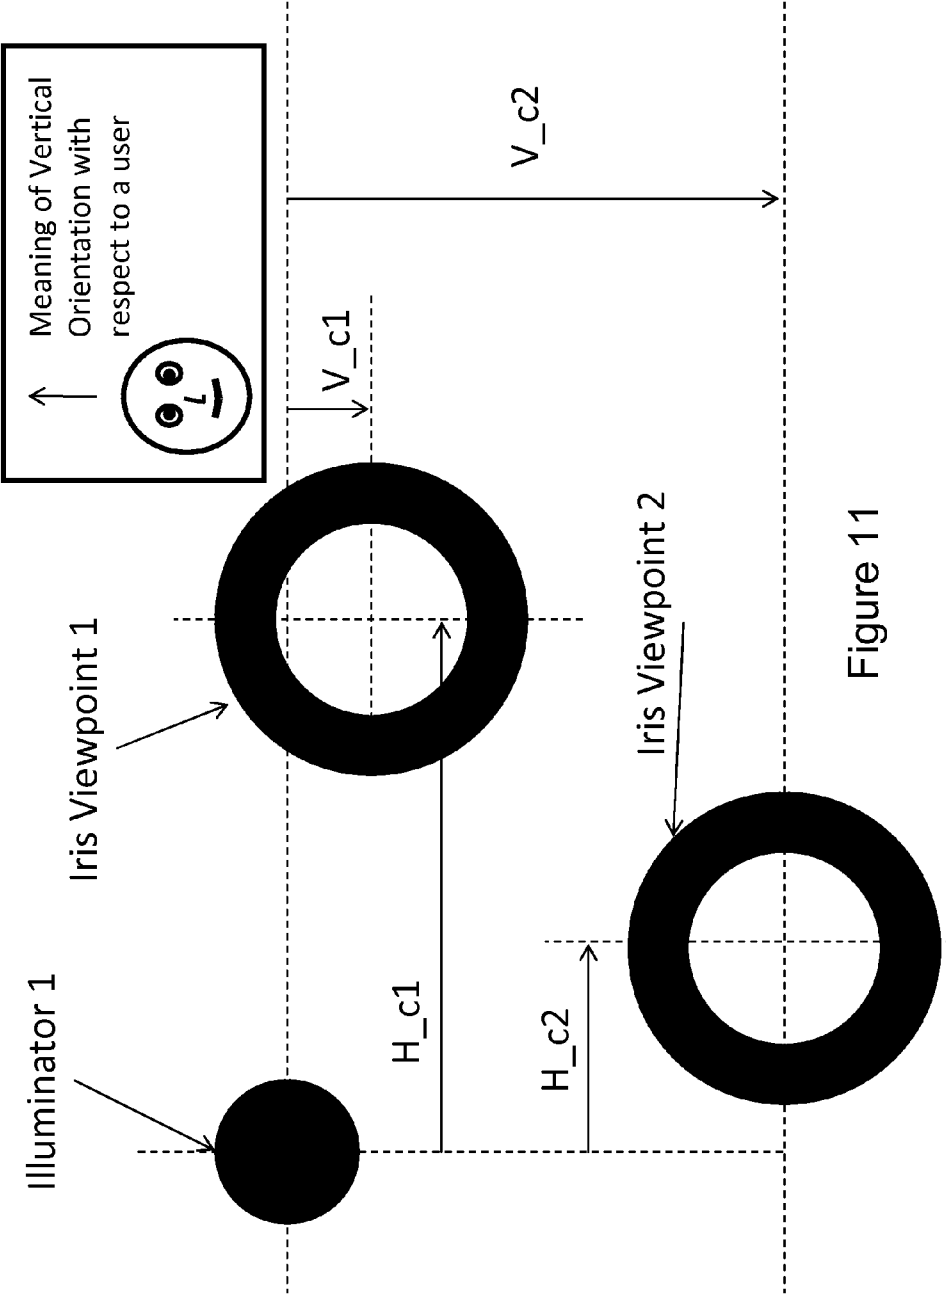 Meaning of Vertical
Orientation with
respect to a user
L
Illuminator 1
Iris Viewpoint 1
V_c1
V_c2
H_c1
H_c2
Iris Viewpoint 2
Figure 11